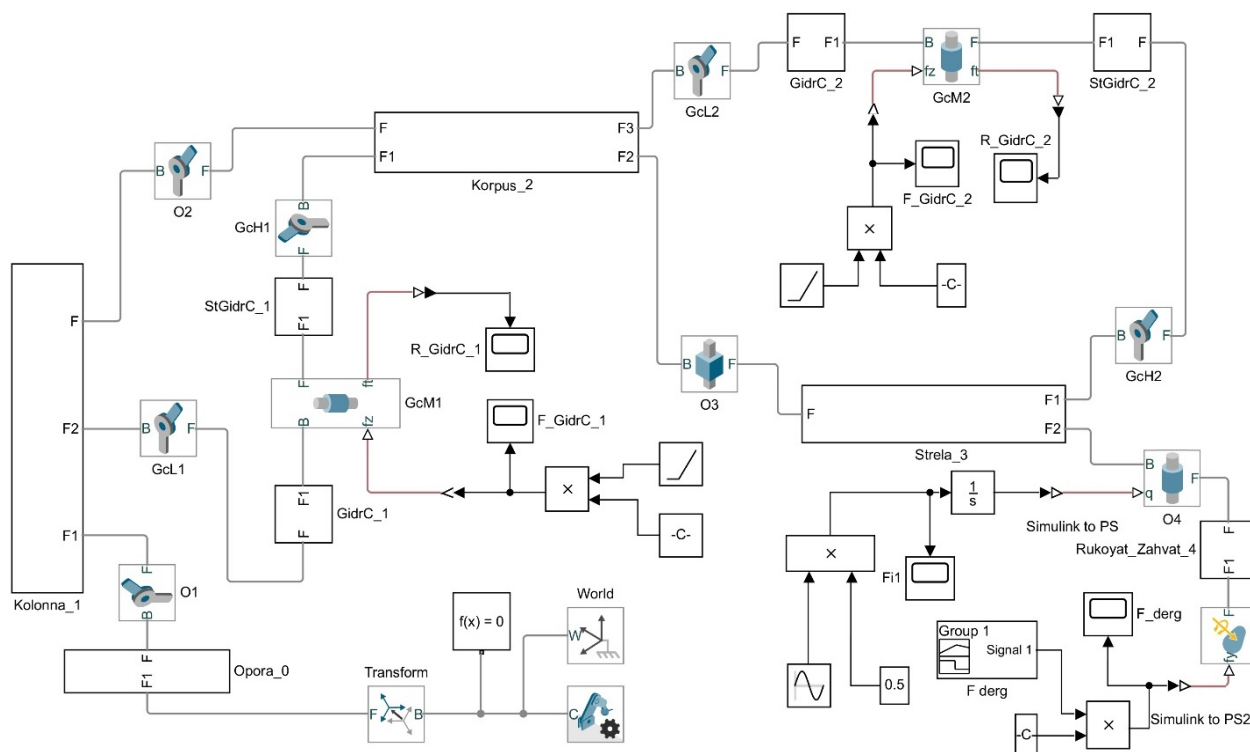 F F1
GidrC_2
B F
fz ft
GcM2
F1 F
StGidrC_2
B F
GcL2
F F3
F1 F2
Korpus_2
B F
O2
R_GidrC_2
F_GidrC_2
×
-C-
B
GcH1
F
F
StGidrC_1
F1
F
F2
F1
Kolonna_1
R_GidrC_1
F ft
GcM1
B fz
B F
GcL1
F_GidrC_1
×
-C-
F1
GidrC_1
F
B F
O3
B F
GcH2
F F1
F2
Strela_3
B F
q
O4
1
s
Simulink to PS
×
Fi1
0.5
F
Rukoyat_Zahvat_4
F1
F
fy
F_derg
Group 1
Signal 1
F derg
-C-
×
Simulink to PS2
F
O1
B
F
F1
Opora_0
f(x) = 0
World
W
Transform
F B
C